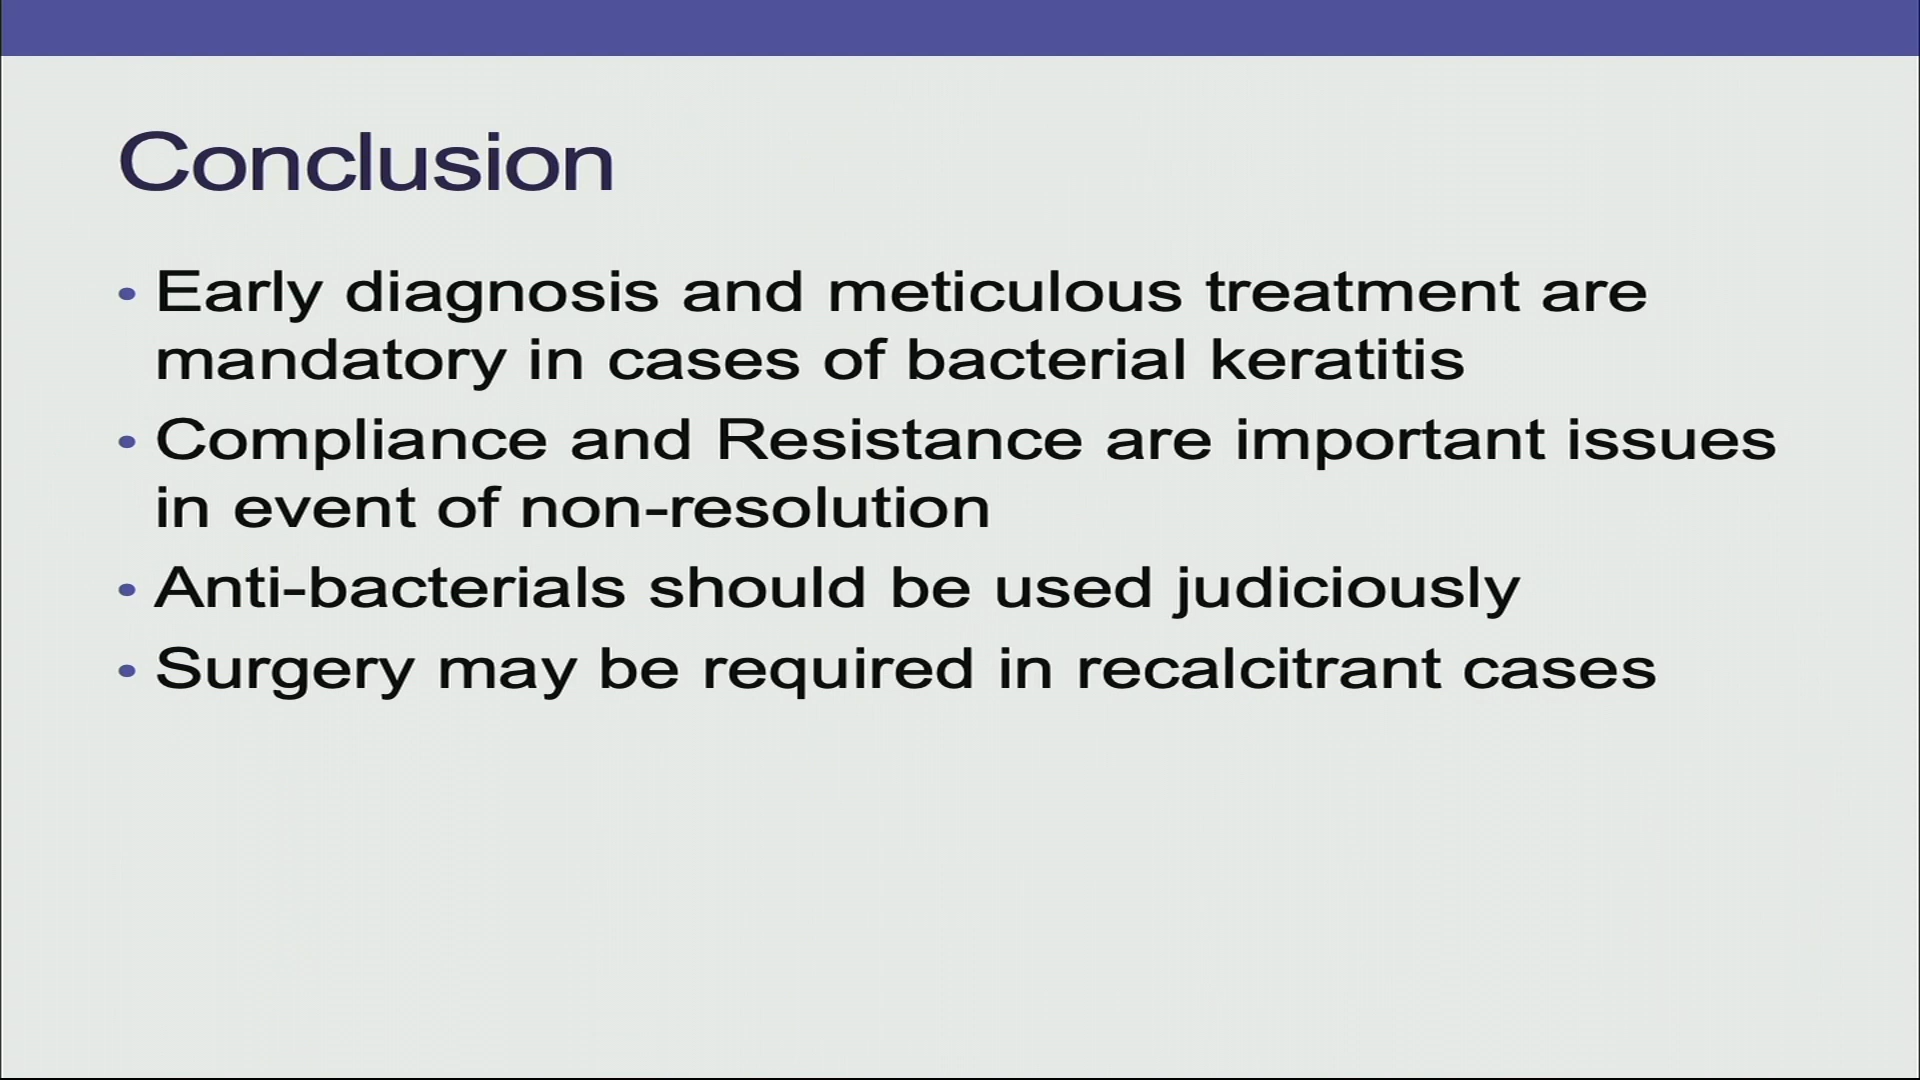 Conclusion
• Early diagnosis and meticulous treatment are
mandatory in cases of bacterial keratitis
• Compliance and Resistance are important issues
in event of non-resolution
• Anti-bacterials should be used judiciously
• Surgery may be required in recalcitrant cases